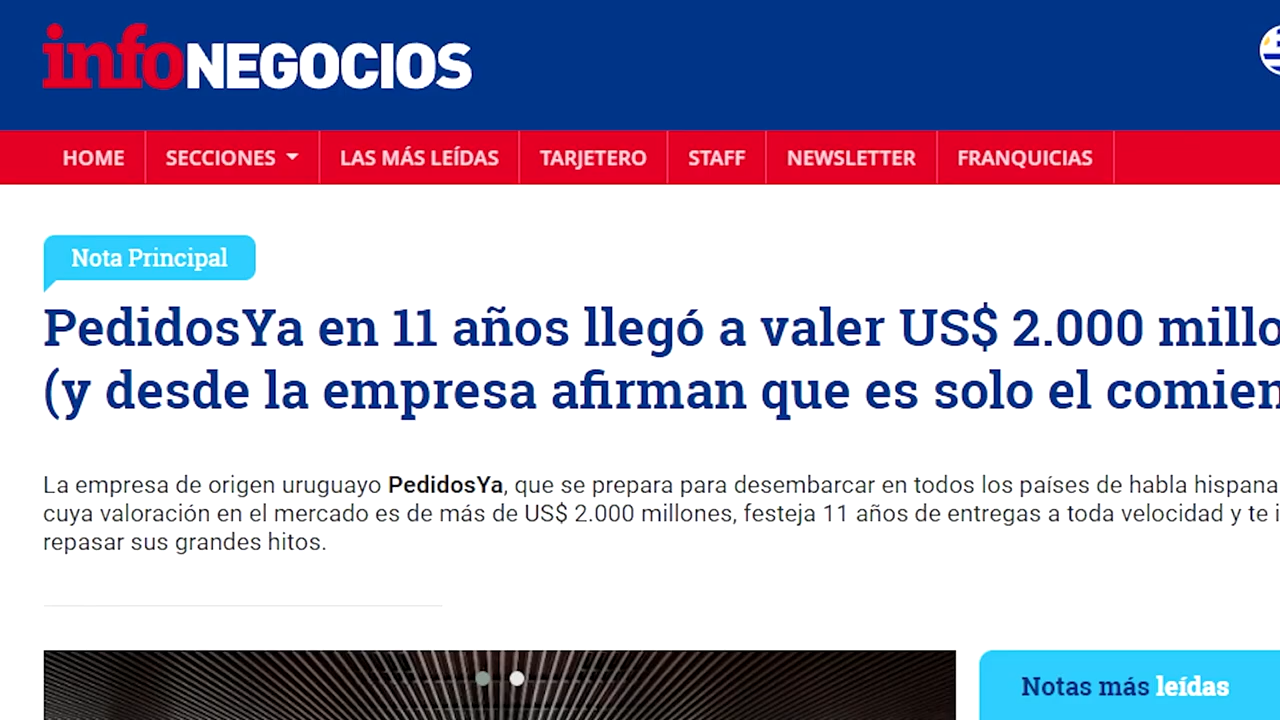 infoNEGOCIOS
HOME SECCIONES LAS MÁS LEÍDAS TARJETERO STAFF NEWSLETTER FRANQUICIAS
Nota Principal
PedidosYa en 11 años llegó a valer US$ 2.000 millo
(y desde la empresa afirman que es solo el comien
La empresa de origen uruguayo PedidosYa, que se prepara para desembarcar en todos los países de habla hispana
cuya valoración en el mercado es de más de US$ 2.000 millones, festeja 11 años de entregas a toda velocidad y te i
repasar sus grandes hitos.
Notas más leídas